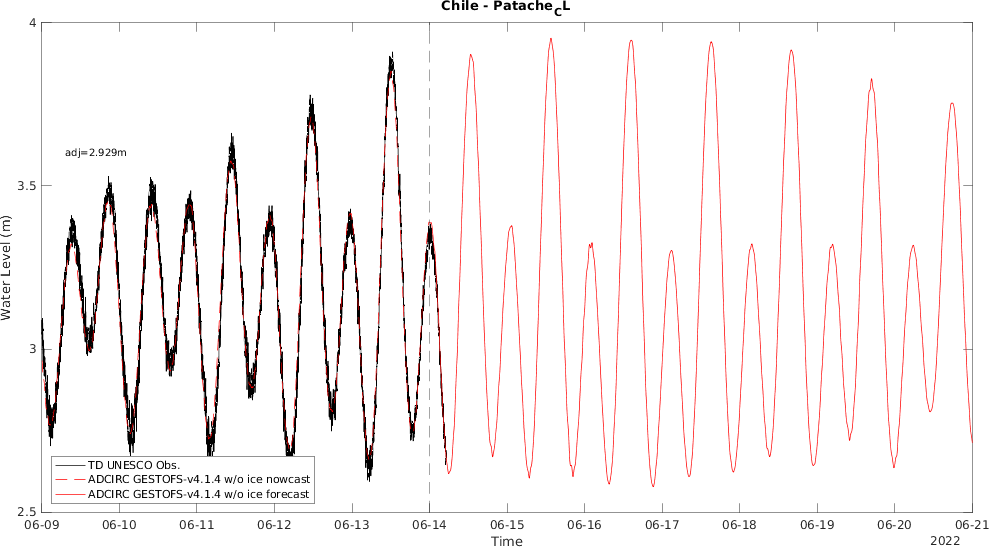 Chile - Patache_CL
4
3.5
3
2.5
Water Level (m)
adj=2.929m
TD UNESCO Obs.
ADCIRC GESTOFS-v4.1.4 w/o ice nowcast
ADCIRC GESTOFS-v4.1.4 w/o ice forecast
06-09 06-10 06-11 06-12 06-13 06-14 06-15 06-16 06-17 06-18 06-19 06-20 06-21
Time
2022